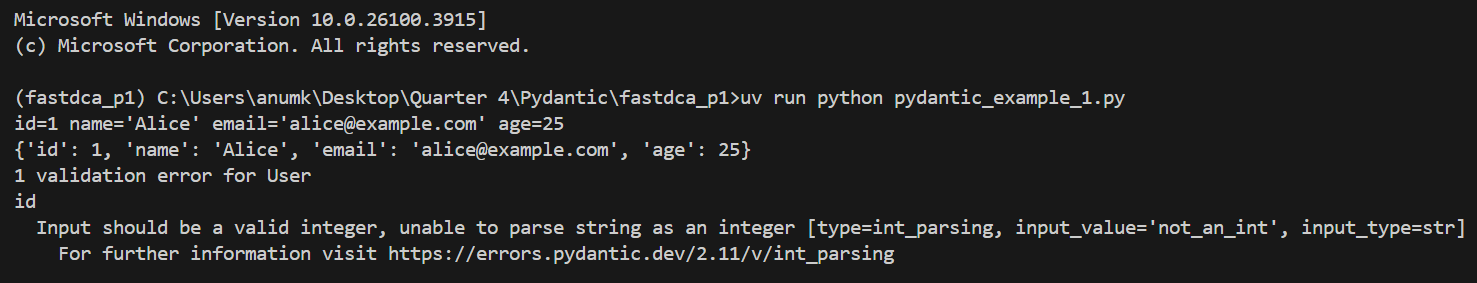 Microsoft Windows [Version 10.0.26100.3915]
(c) Microsoft Corporation. All rights reserved.
(fastdca_p1) C:\Users\anumk\Desktop\Quarter 4\Pydantic\fastdca_p1>uv run python pydantic_example_1.py
id=1 name='Alice' email='alice@example.com' age=25
{'id': 1, 'name': 'Alice', 'email': 'alice@example.com', 'age': 25}
1 validation error for User
id
  Input should be a valid integer, unable to parse string as an integer [type=int_parsing, input_value='not_an_int', input_type=str]
    For further information visit https://errors.pydantic.dev/2.11/v/int_parsing